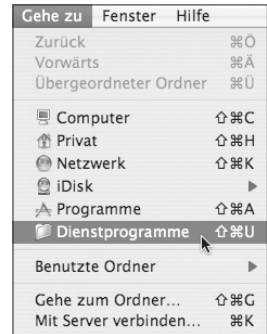 Gehe zu Fenster Hilfe
Zurück ⌘Ö
Vorwärts ⌘Ä
Übergeordneter Ordner ⌘Ü
Computer ⇧⌘C
Privat ⇧⌘H
Netzwerk ⇧⌘K
iDisk ▶
Programme ⇧⌘A
Dienstprogramme ⇧⌘U
Benutzte Ordner ▶
Gehe zum Ordner... ⇧⌘G
Mit Server verbinden... ⌘K